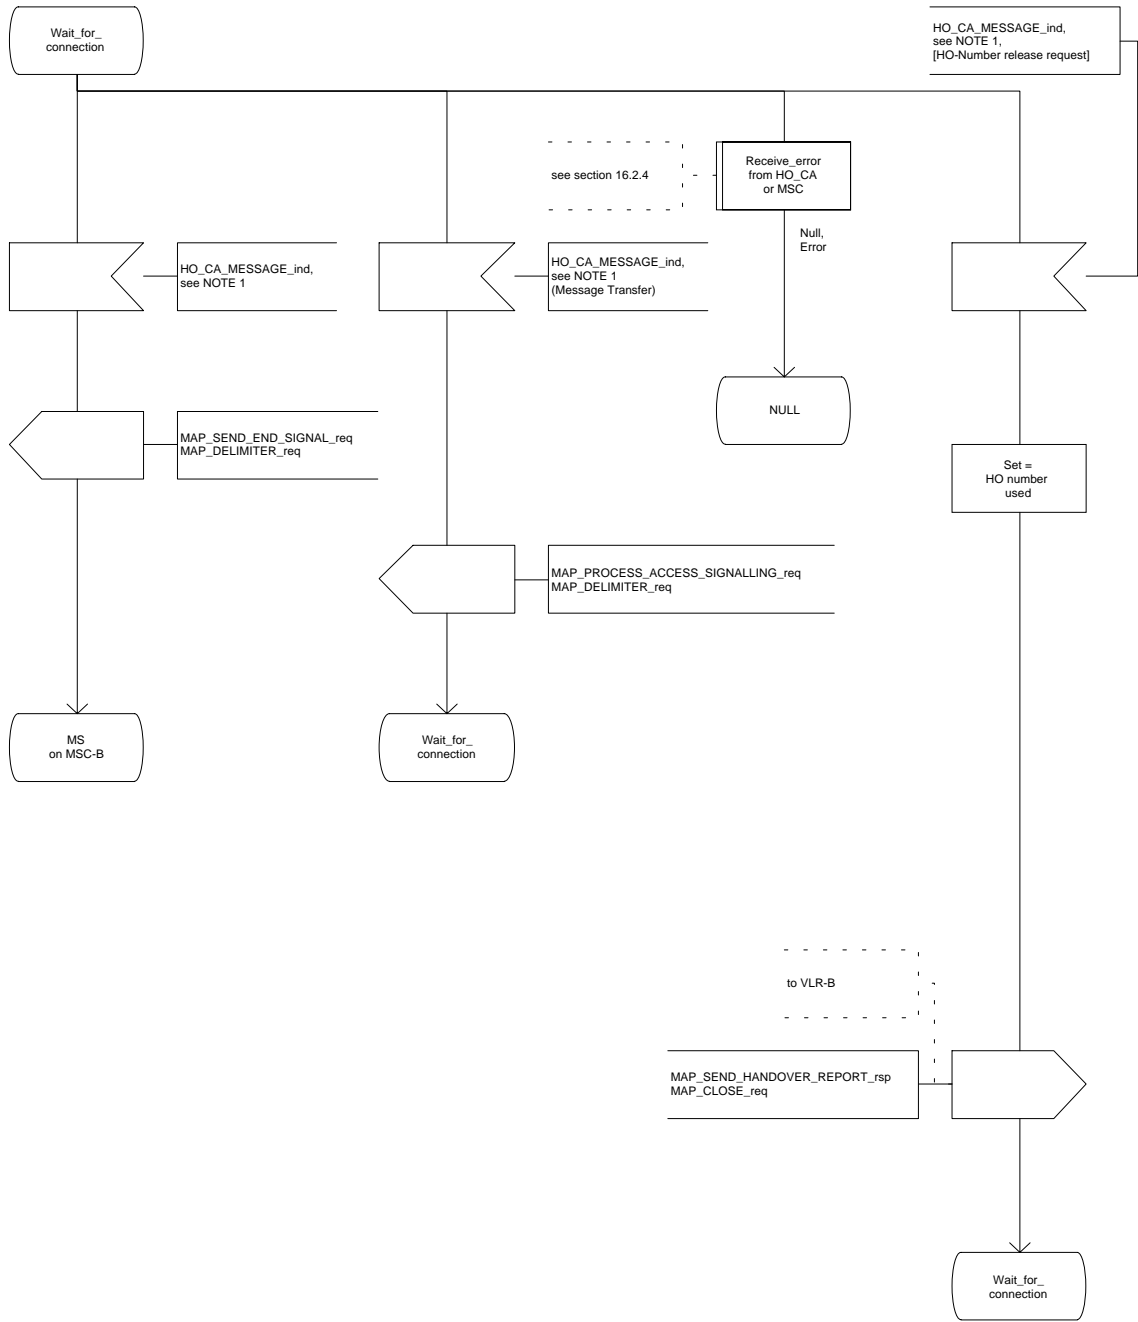 Wait_for_
connection
HO_CA_MESSAGE_ind,
see NOTE 1,
[HO-Number release request]
see section 16.2.4
Receive_error
from HO_CA
or MSC
Null,
Error
HO_CA_MESSAGE_ind,
see NOTE 1
HO_CA_MESSAGE_ind,
see NOTE 1
(Message Transfer)
NULL
MAP_SEND_END_SIGNAL_req
MAP_DELIMITER_req
Set =
HO number
used
MAP_PROCESS_ACCESS_SIGNALLING_req
MAP_DELIMITER_req
MS
on MSC-B
Wait_for_
connection
to VLR-B
MAP_SEND_HANDOVER_REPORT_rsp
MAP_CLOSE_req
Wait_for_
connection